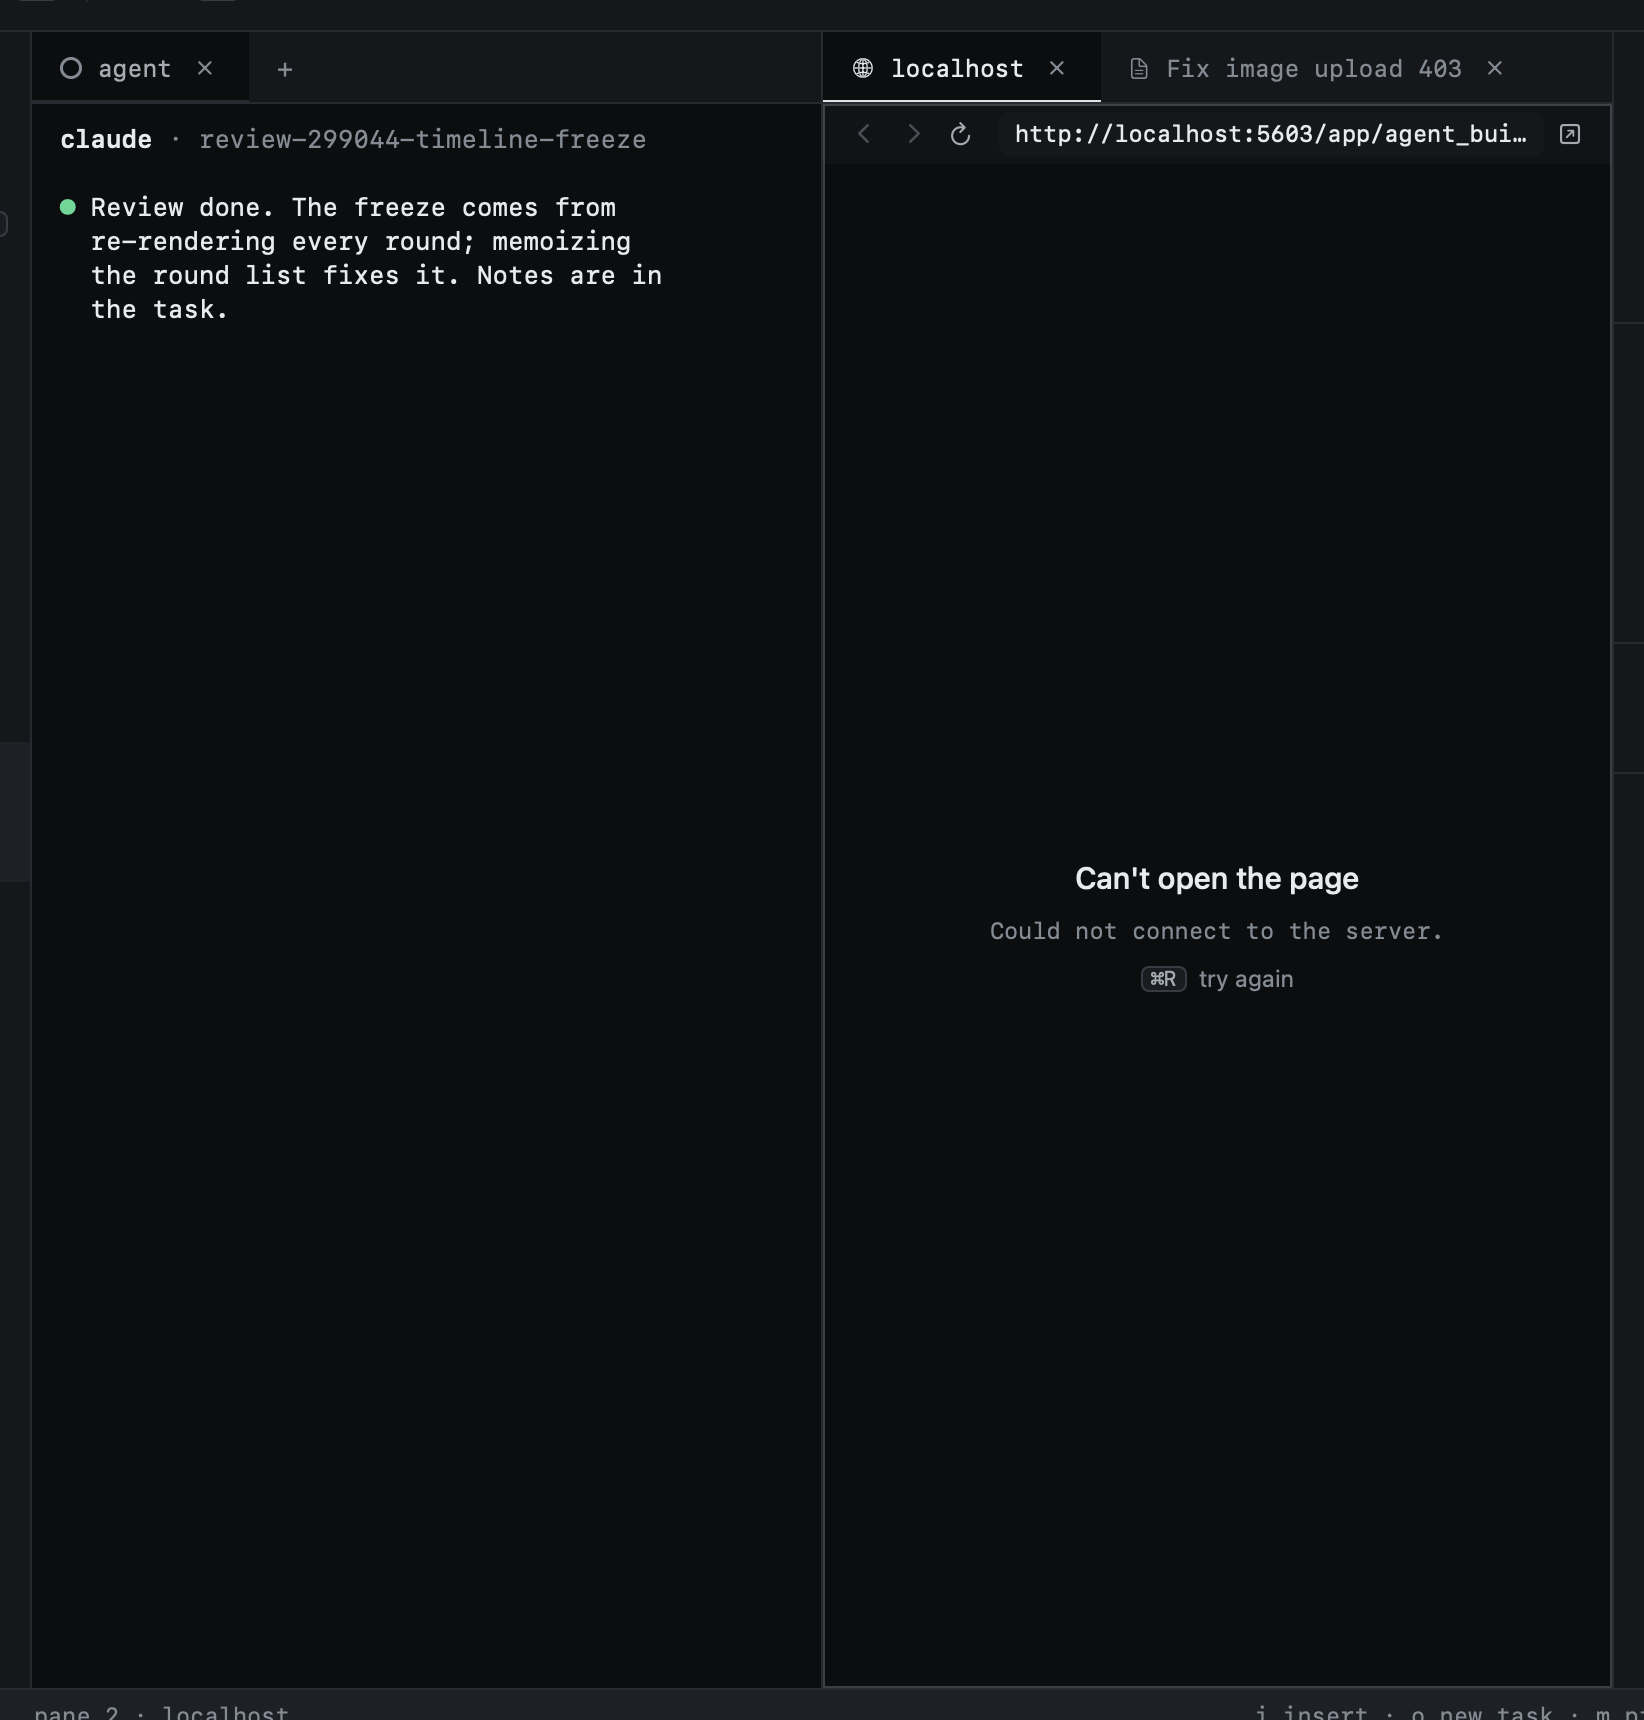 agent
+
localhost
Fix image upload 403
claude · review-299044-timeline-freeze
http://localhost:5603/app/agent_bui…
Review done. The freeze comes from
re-rendering every round; memoizing
the round list fixes it. Notes are in
the task.
Can't open the page
Could not connect to the server.
⌘R try again
pane 2 · localhost
i insert · o new task · m